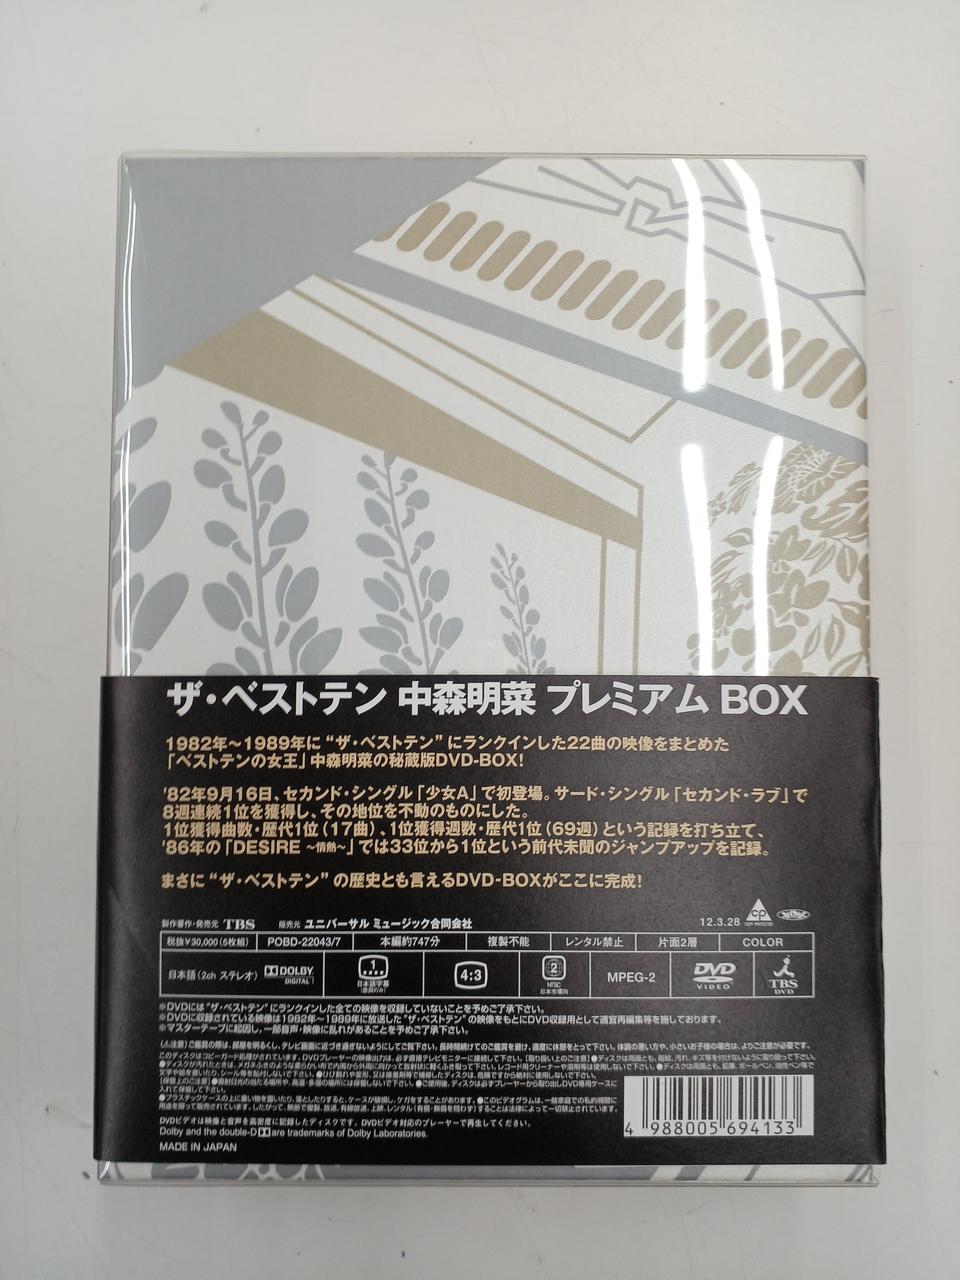 ザ・ベストテン 中森明菜 プレミアム BOX
1982年～1989年に“ザ・ベストテン”にランクインした22曲の映像をまとめた
「ベストテンの女王」中森明菜の秘蔵版DVD-BOX!
'82年9月16日、セカンド・シングル「少女A」で初登場。サード・シングル「セカンド・ラブ」で
8週連続1位を獲得し、その地位を不動のものにした。
1位獲得曲数・歴代1位（17曲）、1位獲得週数・歴代1位（69週）という記録を打ち立て、
'86年の「DESIRE ～情熱～」では33位から1位という前代未聞のジャンプアップを記録。
まさに“ザ・ベストテン”の歴史とも言えるDVD-BOXがここに完成!
製作著作・発売元 TBS 販売元 ユニバーサル ミュージック合同会社 12.3.28
税抜¥30,000(5枚組) POBD-22043/7 本編約747分 複製不能 レンタル禁止 片面2層 COLOR
日本語(2ch ステレオ) DOLBY DIGITAL 1 日本語字幕 4:3 2 NTSC 日本市場向 MPEG-2 DVD VIDEO TBS DVD
※DVDには“ザ・ベストテン”にランクインした全ての映像を収録していないことを予めご了承下さい。
※DVDに収録されている映像は1982年～1989年に放送した“ザ・ベストテン”の映像をもとにDVD収録用として適宜再編集等を施しております。
※マスターテープに起因し、一部音声・映像に乱れがあることを予めご了承下さい。
DVDビデオは映像と音声を高密度に記録したディスクです。DVDビデオ対応のプレーヤーで再生してください。
Dolby and the double-D are trademarks of Dolby Laboratories.
MADE IN JAPAN
4 988005 694133